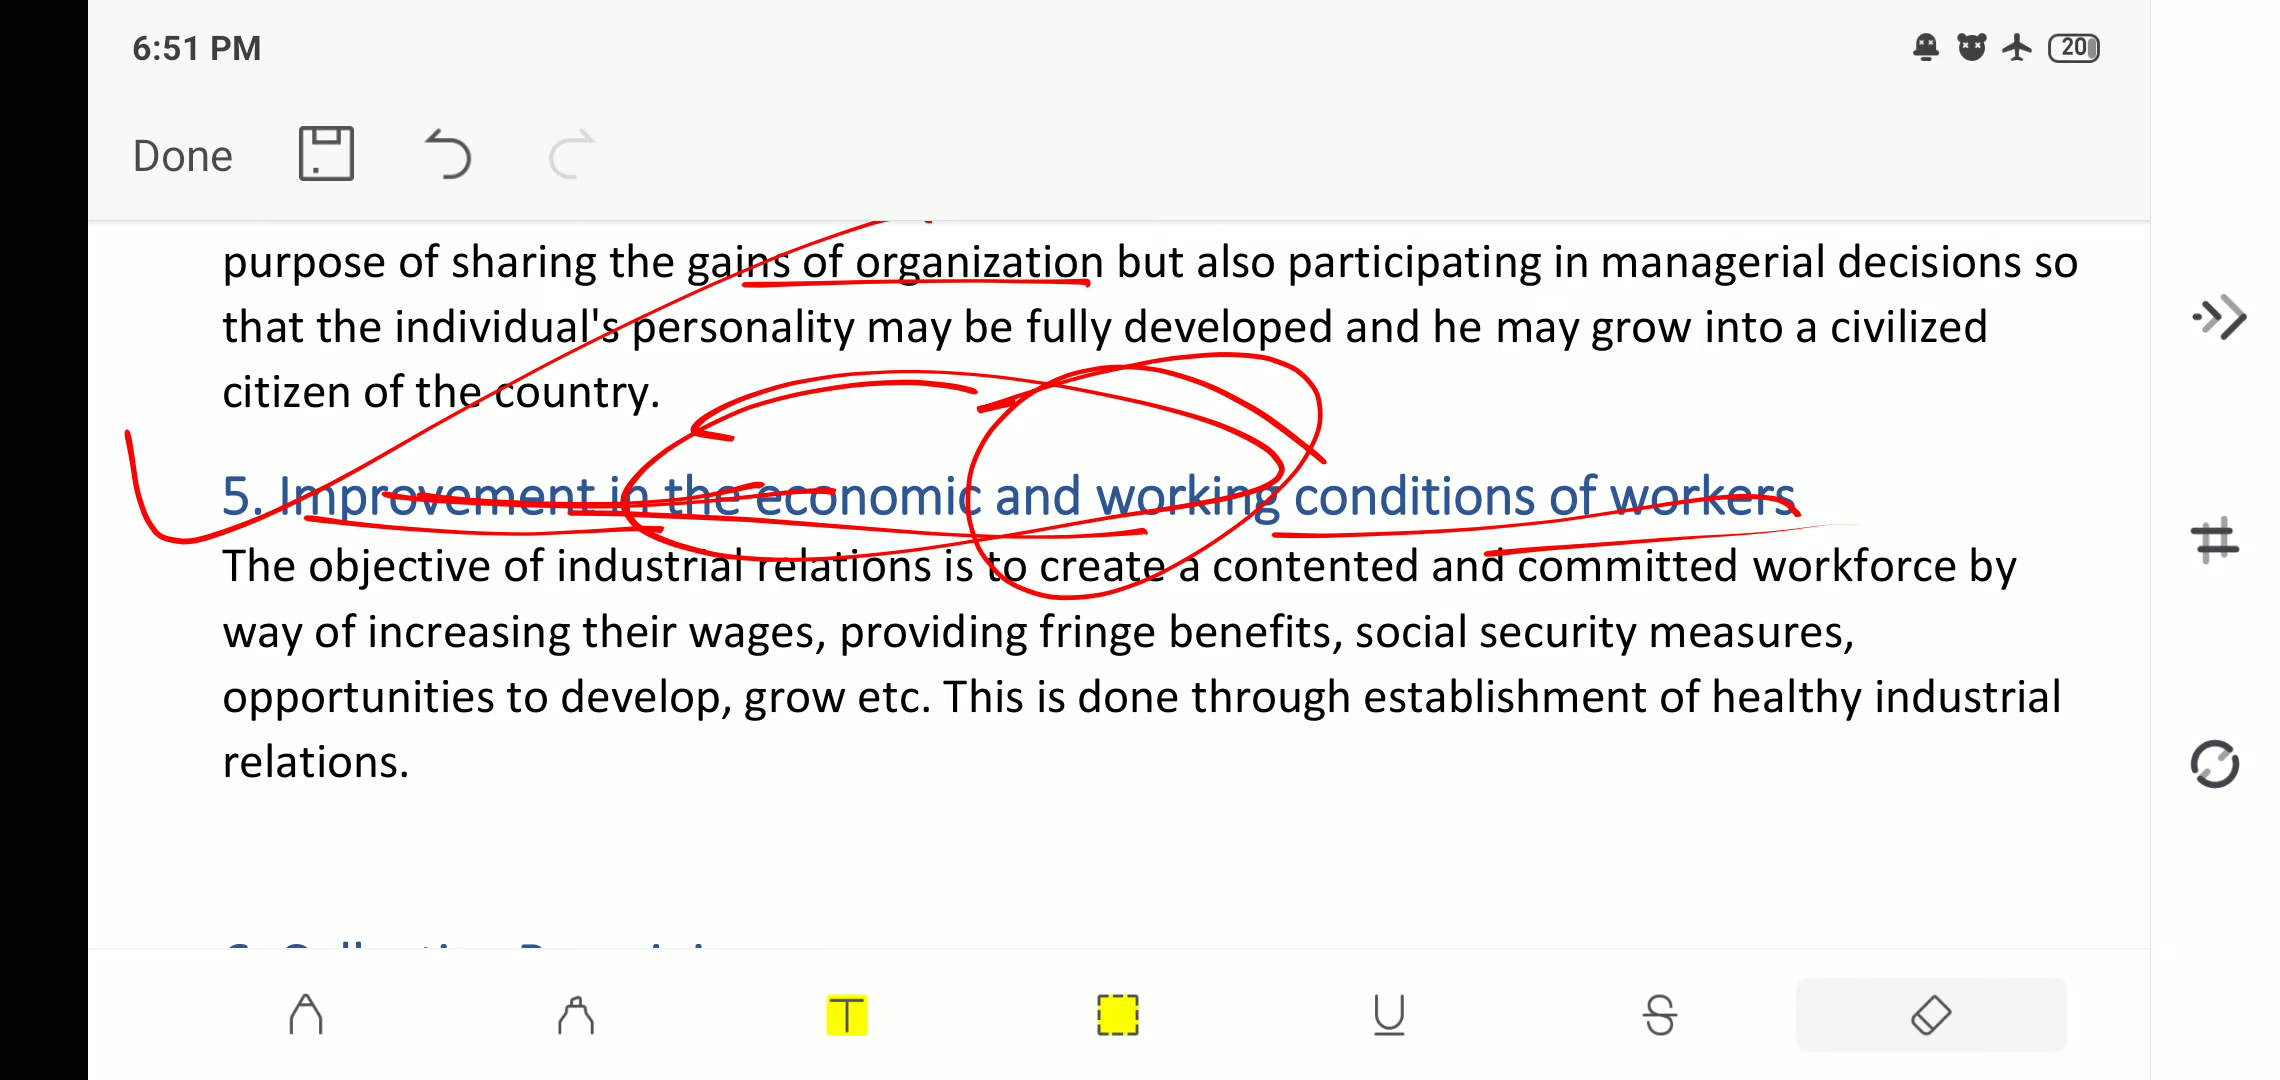 6:51 PM
20
Done
purpose of sharing the gains of organization but also participating in managerial decisions so
that the individual's personality may be fully developed and he may grow into a civilized
citizen of the country.
5. Improvement in the economic and working conditions of workers
The objective of industrial relations is to create a contented and committed workforce by
way of increasing their wages, providing fringe benefits, social security measures,
opportunities to develop, grow etc. This is done through establishment of healthy industrial
relations.